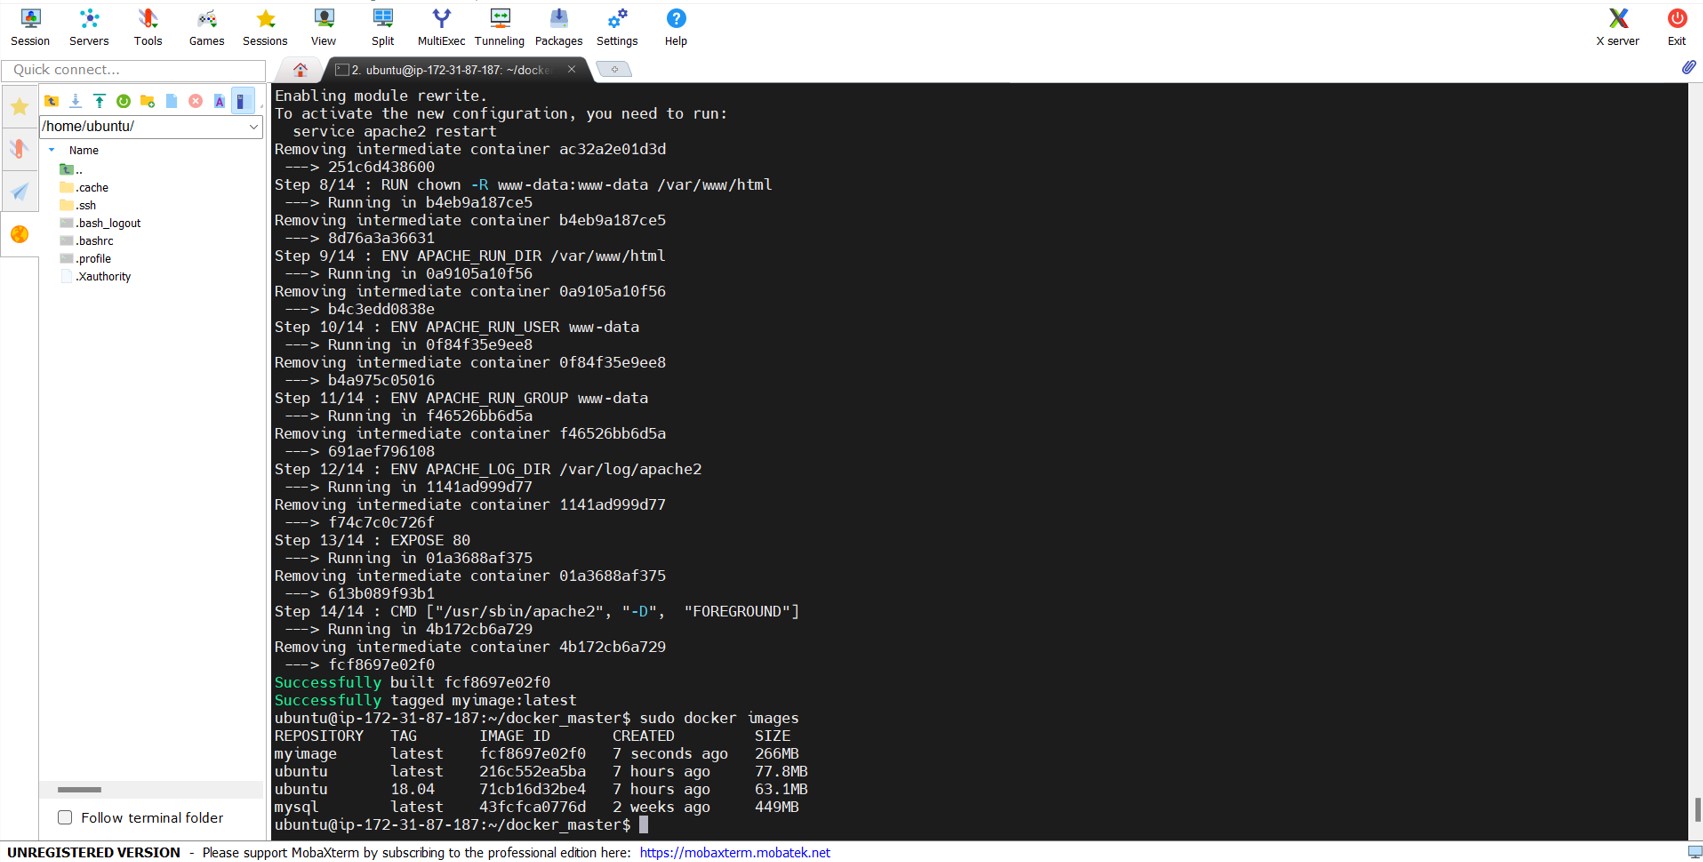 Session Servers Tools Games Sessions View Split MultiExec Tunneling Packages Settings Help X server Exit
Quick connect...
2. ubuntu@ip-172-31-87-187: ~/docke
/home/ubuntu/
Name
..
.cache
.ssh
.bash_logout
.bashrc
.profile
.Xauthority
Follow terminal folder
Enabling module rewrite.
To activate the new configuration, you need to run:
  service apache2 restart
Removing intermediate container ac32a2e01d3d
 ---> 251c6d438600
Step 8/14 : RUN chown -R www-data:www-data /var/www/html
 ---> Running in b4eb9a187ce5
Removing intermediate container b4eb9a187ce5
 ---> 8d76a3a36631
Step 9/14 : ENV APACHE_RUN_DIR /var/www/html
 ---> Running in 0a9105a10f56
Removing intermediate container 0a9105a10f56
 ---> b4c3edd0838e
Step 10/14 : ENV APACHE_RUN_USER www-data
 ---> Running in 0f84f35e9ee8
Removing intermediate container 0f84f35e9ee8
 ---> b4a975c05016
Step 11/14 : ENV APACHE_RUN_GROUP www-data
 ---> Running in f46526bb6d5a
Removing intermediate container f46526bb6d5a
 ---> 691aef796108
Step 12/14 : ENV APACHE_LOG_DIR /var/log/apache2
 ---> Running in 1141ad999d77
Removing intermediate container 1141ad999d77
 ---> f74c7c0c726f
Step 13/14 : EXPOSE 80
 ---> Running in 01a3688af375
Removing intermediate container 01a3688af375
 ---> 613b089f93b1
Step 14/14 : CMD ["/usr/sbin/apache2", "-D",  "FOREGROUND"]
 ---> Running in 4b172cb6a729
Removing intermediate container 4b172cb6a729
 ---> fcf8697e02f0
Successfully built fcf8697e02f0
Successfully tagged myimage:latest
ubuntu@ip-172-31-87-187:~/docker_master$ sudo docker images
REPOSITORY   TAG       IMAGE ID       CREATED         SIZE
myimage      latest    fcf8697e02f0   7 seconds ago   266MB
ubuntu       latest    216c552ea5ba   7 hours ago     77.8MB
ubuntu       18.04     71cb16d32be4   7 hours ago     63.1MB
mysql        latest    43fcfca0776d   2 weeks ago     449MB
ubuntu@ip-172-31-87-187:~/docker_master$
UNREGISTERED VERSION - Please support MobaXterm by subscribing to the professional edition here: https://mobaxterm.mobatek.net